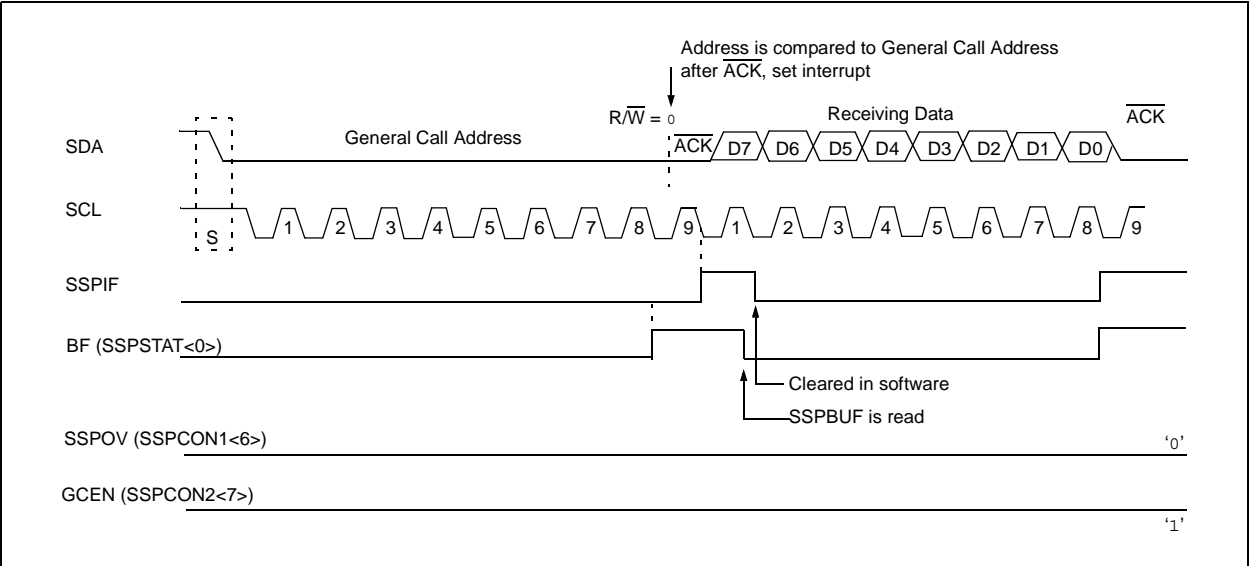 Address is compared to General Call Address
after ACK, set interrupt
R/W = 0
Receiving Data
ACK
SDA
General Call Address
ACK D7 D6 D5 D4 D3 D2 D1 D0
SCL
S
1 2 3 4 5 6 7 8 9 1 2 3 4 5 6 7 8 9
SSPIF
BF (SSPSTAT<0>)
Cleared in software
SSPBUF is read
SSPOV (SSPCON1<6>)
‘0’
GCEN (SSPCON2<7>)
‘1’